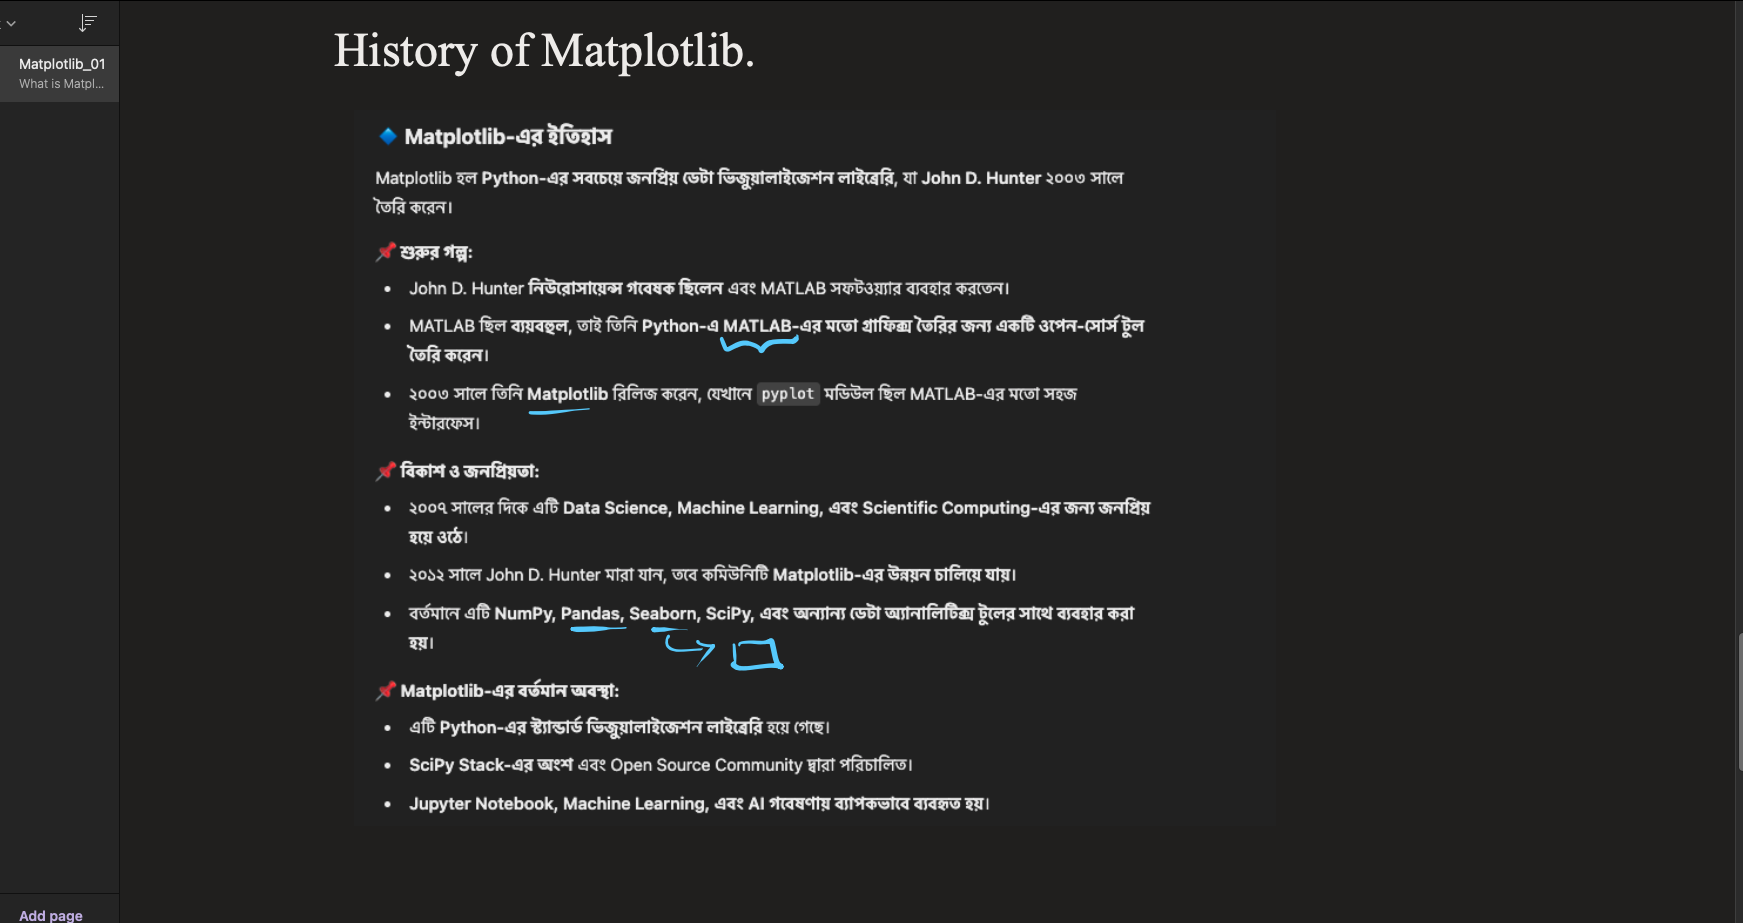 Matplotlib_01
What is Matpl...
History of Matplotlib.
Matplotlib-এর ইতিহাস
Matplotlib হল Python-এর সবচেয়ে জনপ্রিয় ডেটা ভিজুয়ালাইজেশন লাইব্রেরি, যা John D. Hunter ২০০৩ সালে
তৈরি করেন।
শুরুর গল্প:
• John D. Hunter নিউরোসায়েন্স গবেষক ছিলেন এবং MATLAB সফটওয়্যার ব্যবহার করতেন।
• MATLAB ছিল ব্যয়বহুল, তাই তিনি Python-এ MATLAB-এর মতো গ্রাফিক্স তৈরির জন্য একটি ওপেন-সোর্স টুল
তৈরি করেন।
• ২০০৩ সালে তিনি Matplotlib রিলিজ করেন, যেখানে pyplot মডিউল ছিল MATLAB-এর মতো সহজ
ইন্টারফেস।
বিকাশ ও জনপ্রিয়তা:
• ২০০৭ সালের দিকে এটি Data Science, Machine Learning, এবং Scientific Computing-এর জন্য জনপ্রিয়
হয়ে ওঠে।
• ২০১২ সালে John D. Hunter মারা যান, তবে কমিউনিটি Matplotlib-এর উন্নয়ন চালিয়ে যায়।
• বর্তমানে এটি NumPy, Pandas, Seaborn, SciPy, এবং অন্যান্য ডেটা অ্যানালিটিক্স টুলের সাথে ব্যবহার করা
হয়।
Matplotlib-এর বর্তমান অবস্থা:
• এটি Python-এর স্ট্যান্ডার্ড ভিজুয়ালাইজেশন লাইব্রেরি হয়ে গেছে।
• SciPy Stack-এর অংশ এবং Open Source Community দ্বারা পরিচালিত।
• Jupyter Notebook, Machine Learning, এবং AI গবেষণায় ব্যাপকভাবে ব্যবহৃত হয়।
Add page